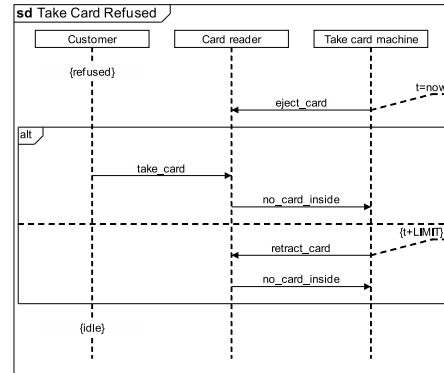 sd Take Card Refused
Customer Card reader Take card machine
{refused}
t=now
eject_card
alt
take_card
no_card_inside
{t+LIMIT}
retract_card
no_card_inside
{idle}